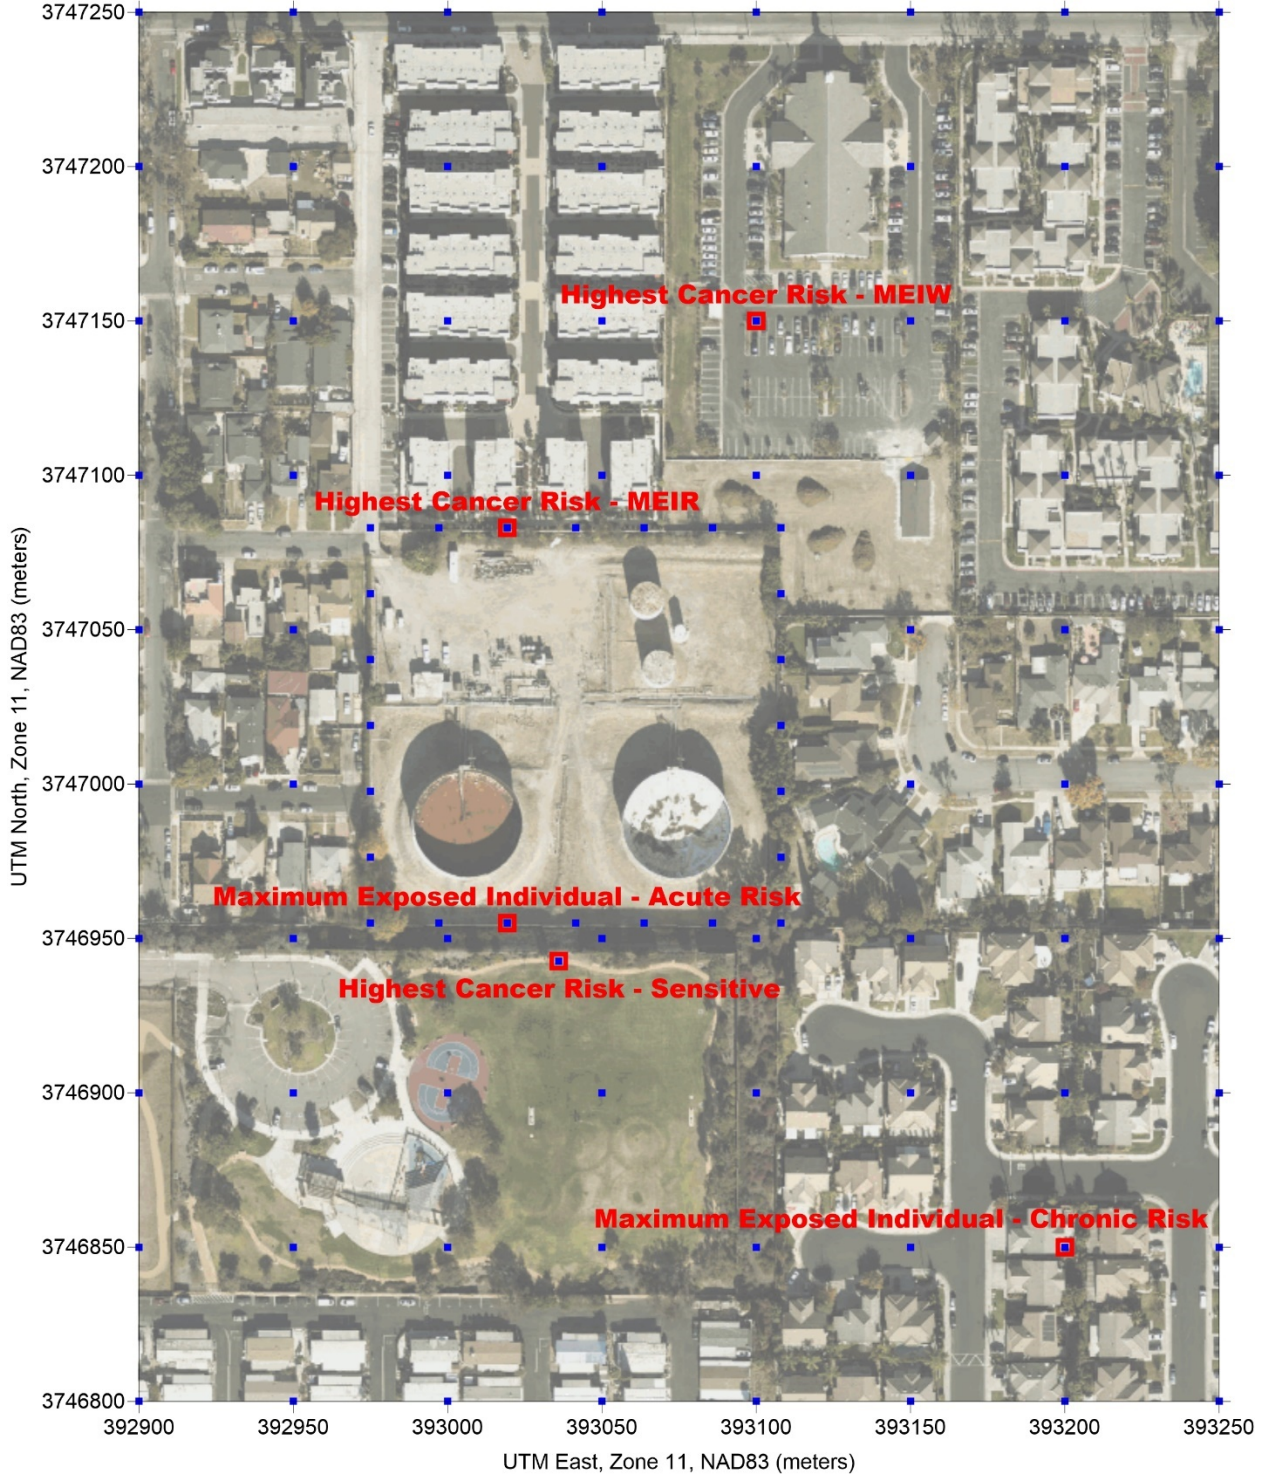 3747250
3747200
Highest Cancer Risk - MEIW
3747150
3747100
Highest Cancer Risk - MEIR
3747050
UTM North, Zone 11, NAD83 (meters)
3747000
Maximum Exposed Individual - Acute Risk
3746950
Highest Cancer Risk - Sensitive
3746900
Maximum Exposed Individual - Chronic Risk
3746850
3746800
392900 392950 393000 393050 393100 393150 393200 393250
UTM East, Zone 11, NAD83 (meters)